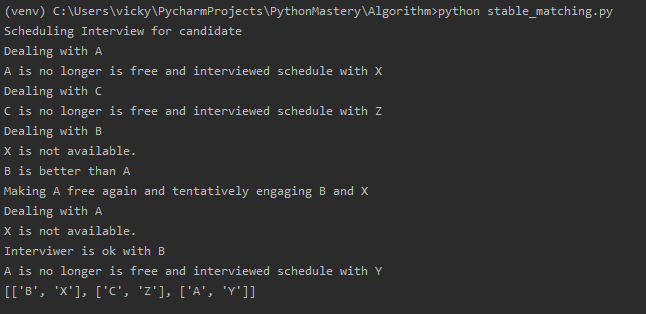 (venv) C:\Users\vicky\PycharmProjects\PythonMastery\Algorithm>python stable_matching.py
Scheduling Interview for candidate
Dealing with A
A is no longer is free and interviewed schedule with X
Dealing with C
C is no longer is free and interviewed schedule with Z
Dealing with B
X is not available.
B is better than A
Making A free again and tentatively engaging B and X
Dealing with A
X is not available.
Interviwer is ok with B
A is no longer is free and interviewed schedule with Y
[['B', 'X'], ['C', 'Z'], ['A', 'Y']]